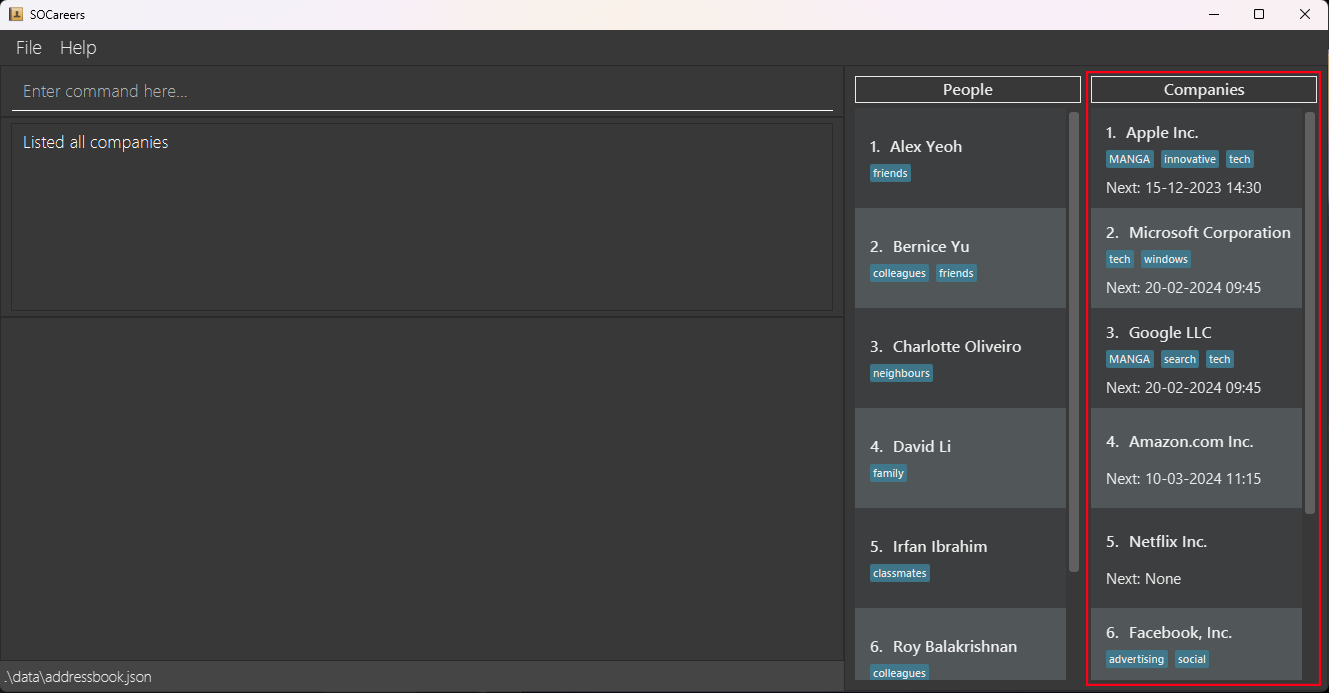 SOCareers
File Help
Enter command here...
Listed all companies
.\data\addressbook.json
People
1. Alex Yeoh
friends
2. Bernice Yu
colleagues friends
3. Charlotte Oliveiro
neighbours
4. David Li
family
5. Irfan Ibrahim
classmates
6. Roy Balakrishnan
colleagues
Companies
1. Apple Inc.
MANGA innovative tech
Next: 15-12-2023 14:30
2. Microsoft Corporation
tech windows
Next: 20-02-2024 09:45
3. Google LLC
MANGA search tech
Next: 20-02-2024 09:45
4. Amazon.com Inc.
Next: 10-03-2024 11:15
5. Netflix Inc.
Next: None
6. Facebook, Inc.
advertising social